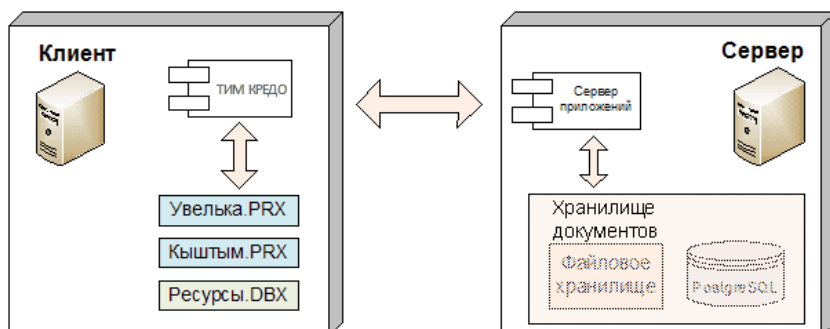 Клиент
ТИМ КРЕДО
Увелька.PRX
Кыштым.PRX
Ресурсы.DBX
Сервер
Сервер
приложений
Хранилище
документов
Файловое
хранилище
PostgreSQL